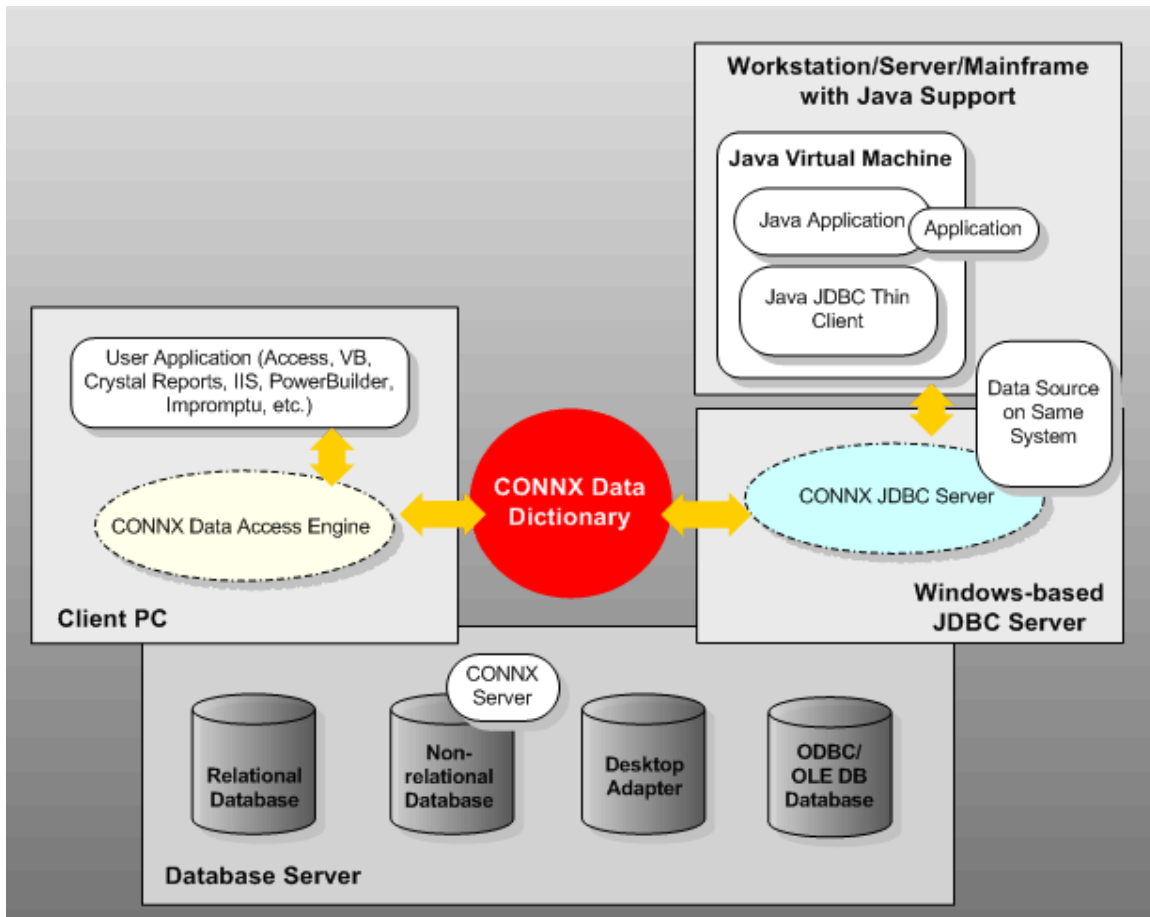 Workstation/Server/Mainframe
with Java Support
Java Virtual Machine
Java Application
Application
Java JDBC Thin
Client
User Application (Access, VB,
Crystal Reports, IIS, PowerBuilder,
Impromptu, etc.)
Data Source
on Same
System
CONNX Data Access Engine
CONNX Data
Dictionary
CONNX JDBC Server
Client PC
Windows-based
JDBC Server
CONNX
Server
Relational
Database
Non-
relational
Database
Desktop
Adapter
ODBC/
OLE DB
Database
Database Server